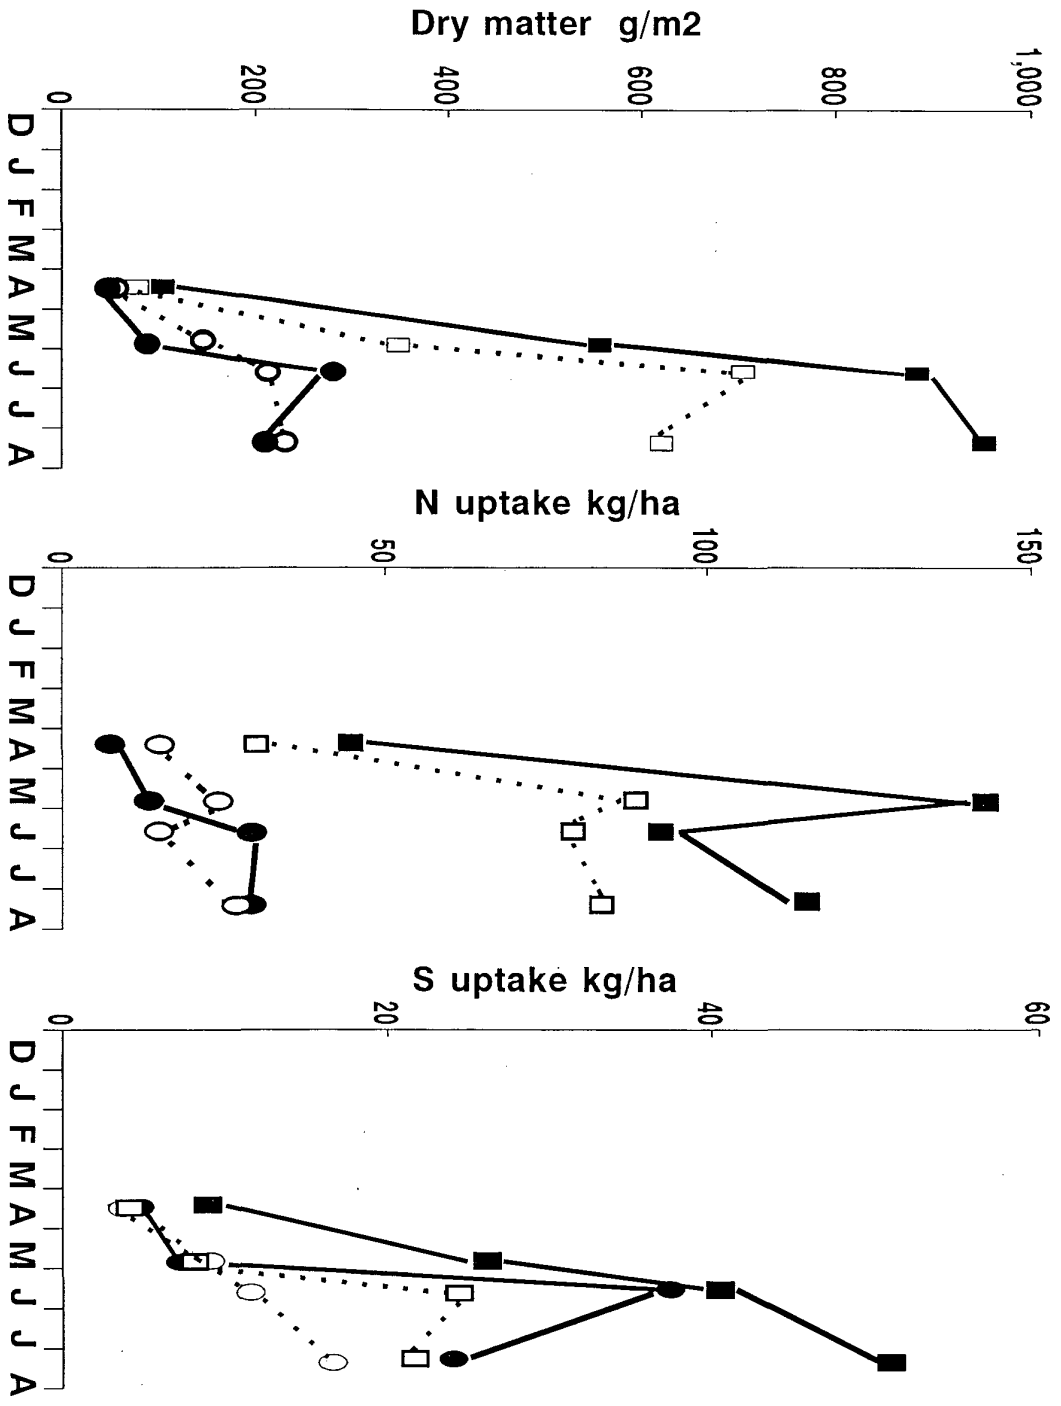 Dry matter g/m2
0 200 400 600 800 1,000
D J F M A M J J A
N uptake kg/ha
0 50 100 150
D J F M A M J J A
S uptake kg/ha
0 20 40 60
D J F M A M J J A